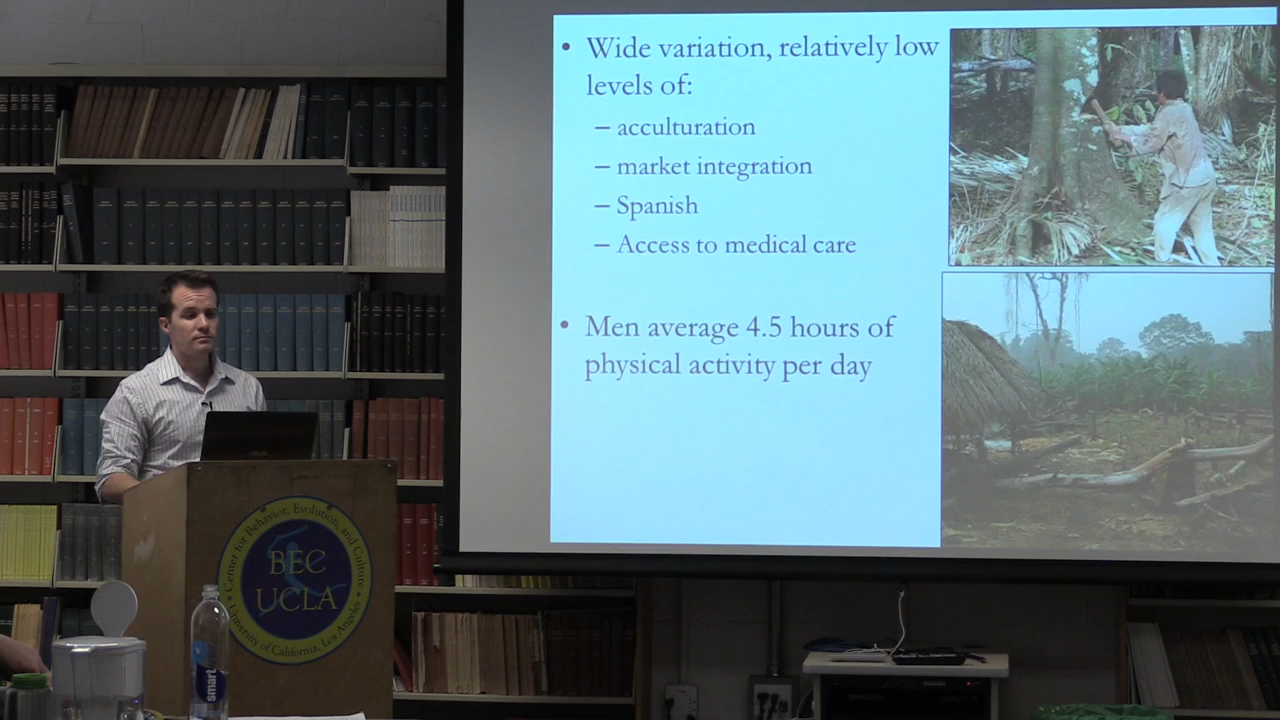 • Wide variation, relatively low
levels of:
– acculturation
– market integration
– Spanish
– Access to medical care
• Men average 4.5 hours of
physical activity per day
Center for Behavior, Evolution, and Culture
BEC
UCLA
University of California, Los Angeles
smart